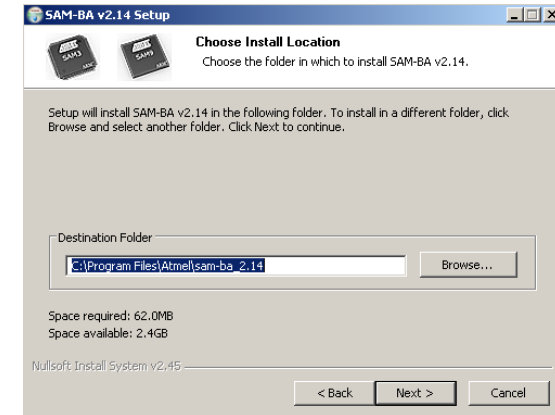 SAM-BA v2.14 Setup
Choose Install Location
Choose the folder in which to install SAM-BA v2.14.
Setup will install SAM-BA v2.14 in the following folder. To install in a different folder, click
Browse and select another folder. Click Next to continue.
Destination Folder
C:\Program Files\Atmel\sam-ba_2.14
Browse...
Space required: 62.0MB
Space available: 2.4GB
Nullsoft Install System v2.45
< Back Next > Cancel